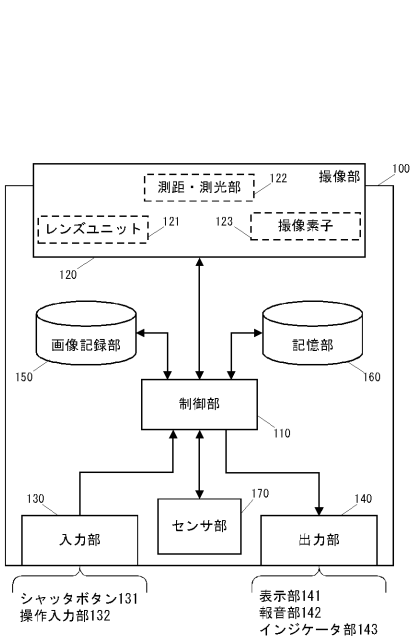 100
撮像部
測距・測光部
122
レンズユニット
121
123
撮像素子
120
画像記録部
150
記憶部
160
制御部
110
130
入力部
170
センサ部
140
出力部
シャッタボタン131
操作入力部132
表示部141
報音部142
インジケータ部143